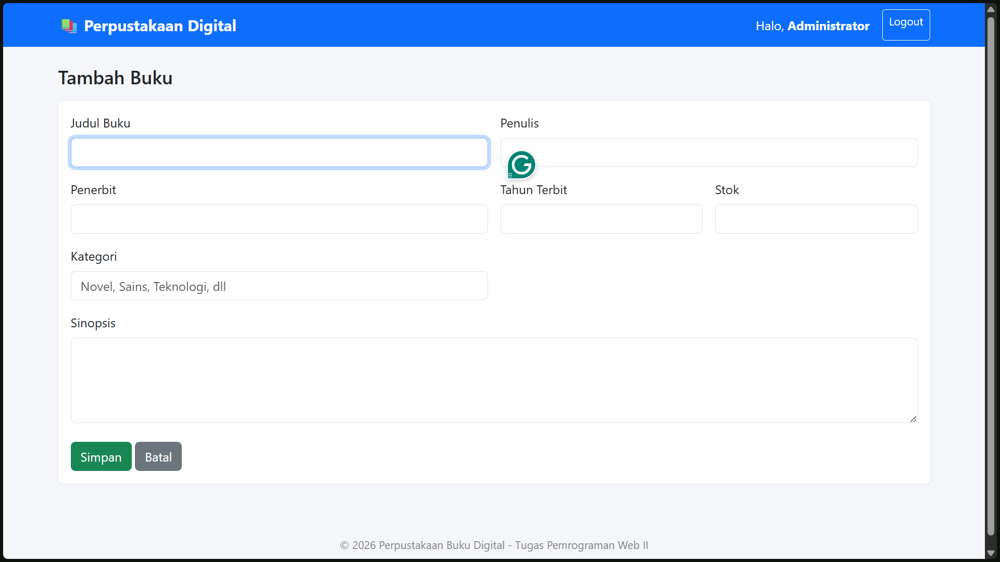 Perpustakaan Digital
Halo, Administrator
Logout
Tambah Buku
Judul Buku
Penulis
Penerbit
Tahun Terbit
Stok
Kategori
Novel, Sains, Teknologi, dll
Sinopsis
Simpan
Batal
© 2026 Perpustakaan Buku Digital - Tugas Pemrograman Web II